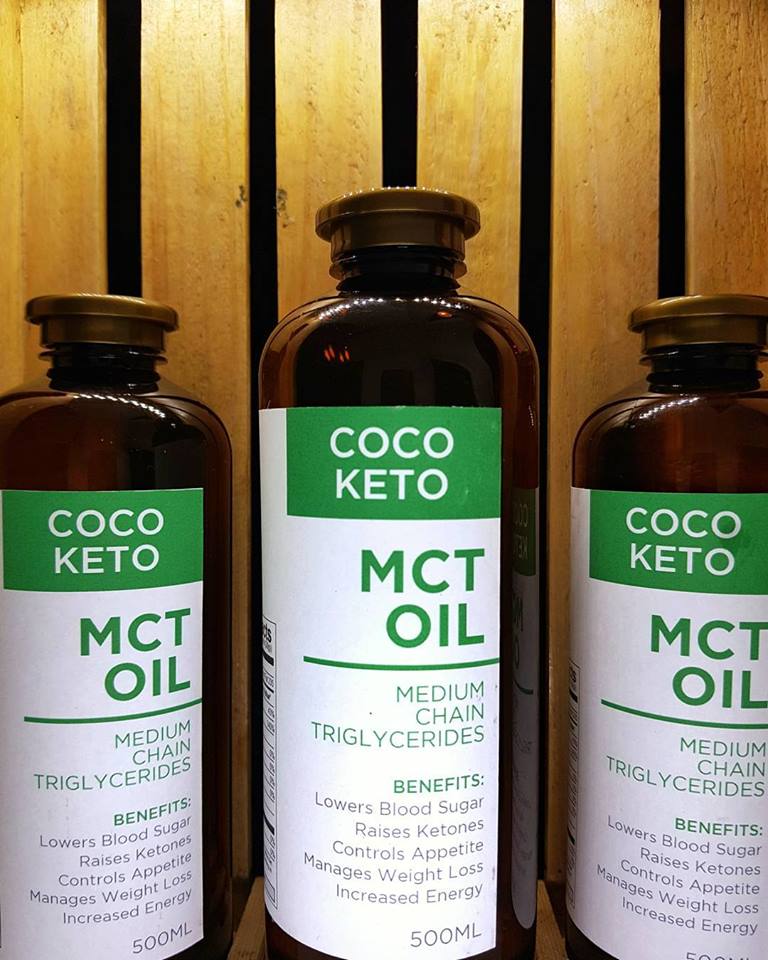 COCO
KETO
MCT
OIL
MEDIUM
CHAIN
TRIGLYCERIDES
BENEFITS:
Lowers Blood Sugar
Raises Ketones
Controls Appetite
Manages Weight Loss
Increased Energy
500ML
COCO
KETO
MCT
OIL
MEDIUM
CHAIN
TRIGLYCERIDES
BENEFITS:
Lowers Blood Sugar
Raises Ketones
Controls Appetite
Manages Weight Loss
Increased Energy
500ML
COCO
KETO
MCT
OIL
MEDIUM
CHAIN
TRIGLYCERIDES
BENEFITS:
Lowers Blood Sugar
Raises Ketones
Controls Appetite
Manages Weight Loss
Increased Energy
500ML